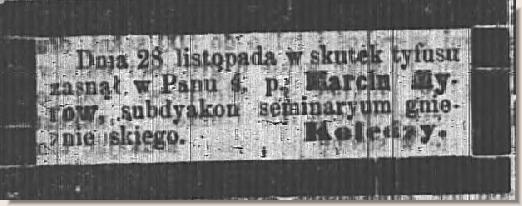 Dnia 28 listopada w skutek tyfusu
zasnął w Panu ś. p. Marcin My-
row, subdyakon seminaryum gnie-
źnieńskiego. Koledzy.